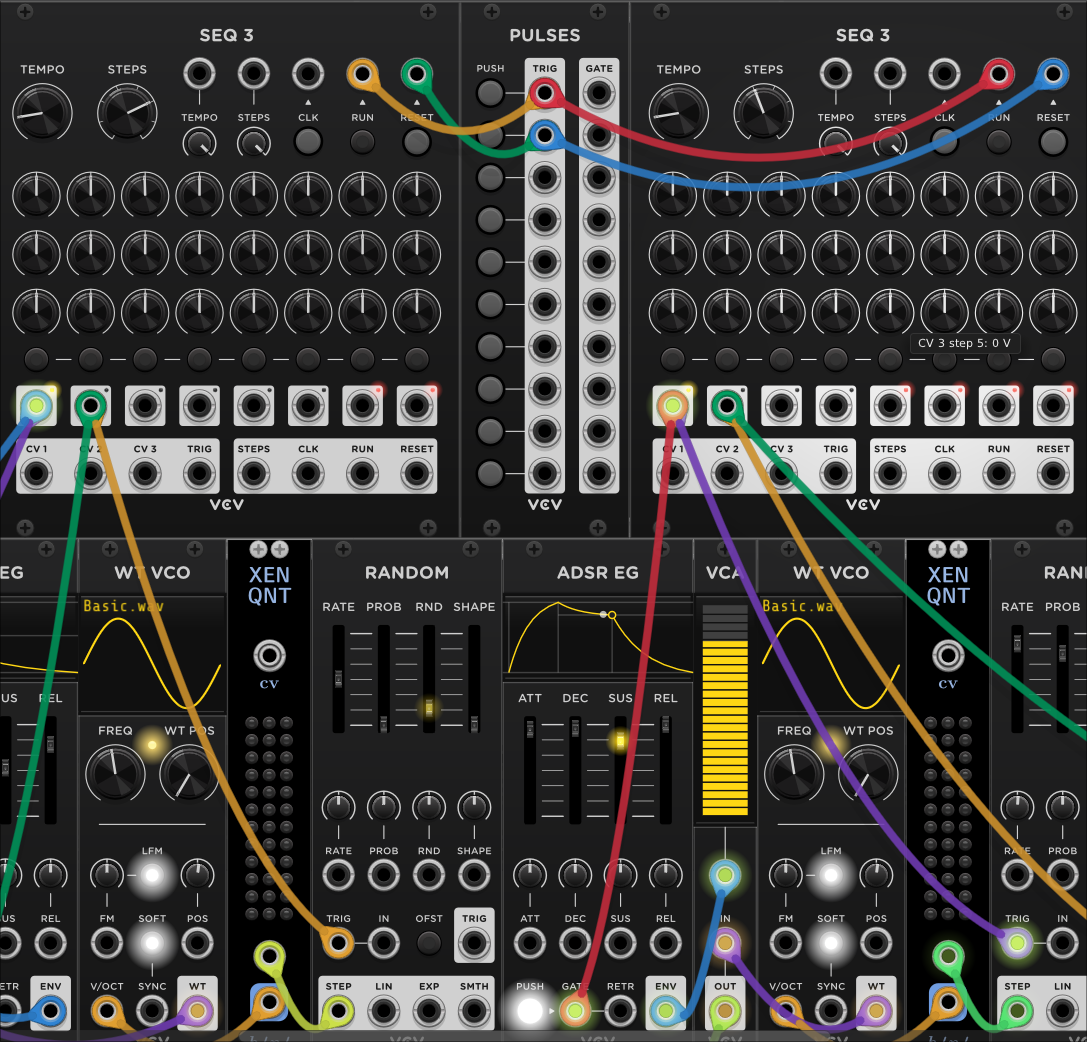 SEQ 3
TEMPO STEPS
TEMPO STEPS CLK RUN RESET
CV 1 CV 2 CV 3 TRIG STEPS CLK RUN RESET
VCV
PULSES
PUSH TRIG GATE
VCV
SEQ 3
TEMPO STEPS
TEMPO STEPS CLK RUN RESET
CV 3 step 5: 0 V
CV 1 CV 2 CV 3 TRIG STEPS CLK RUN RESET
VCV
EG
US REL
US REL
ETR ENV
WT VCO
Basic.wav
FREQ WT POS
LFM
FM SOFT POS
V/OCT SYNC WT
XEN
QNT
CV
RANDOM
RATE PROB RND SHAPE
RATE PROB RND SHAPE
TRIG IN OFST TRIG
STEP LIN EXP SMTH
ADSR EG
ATT DEC SUS REL
ATT DEC SUS REL
PUSH GATE RETR ENV
VCA
IN
OUT
WT VCO
Basic.wav
FREQ WT POS
LFM
FM SOFT POS
V/OCT SYNC WT
XEN
QNT
CV
RAN
RATE PROB
RATE PROB
TRIG IN
STEP LIN